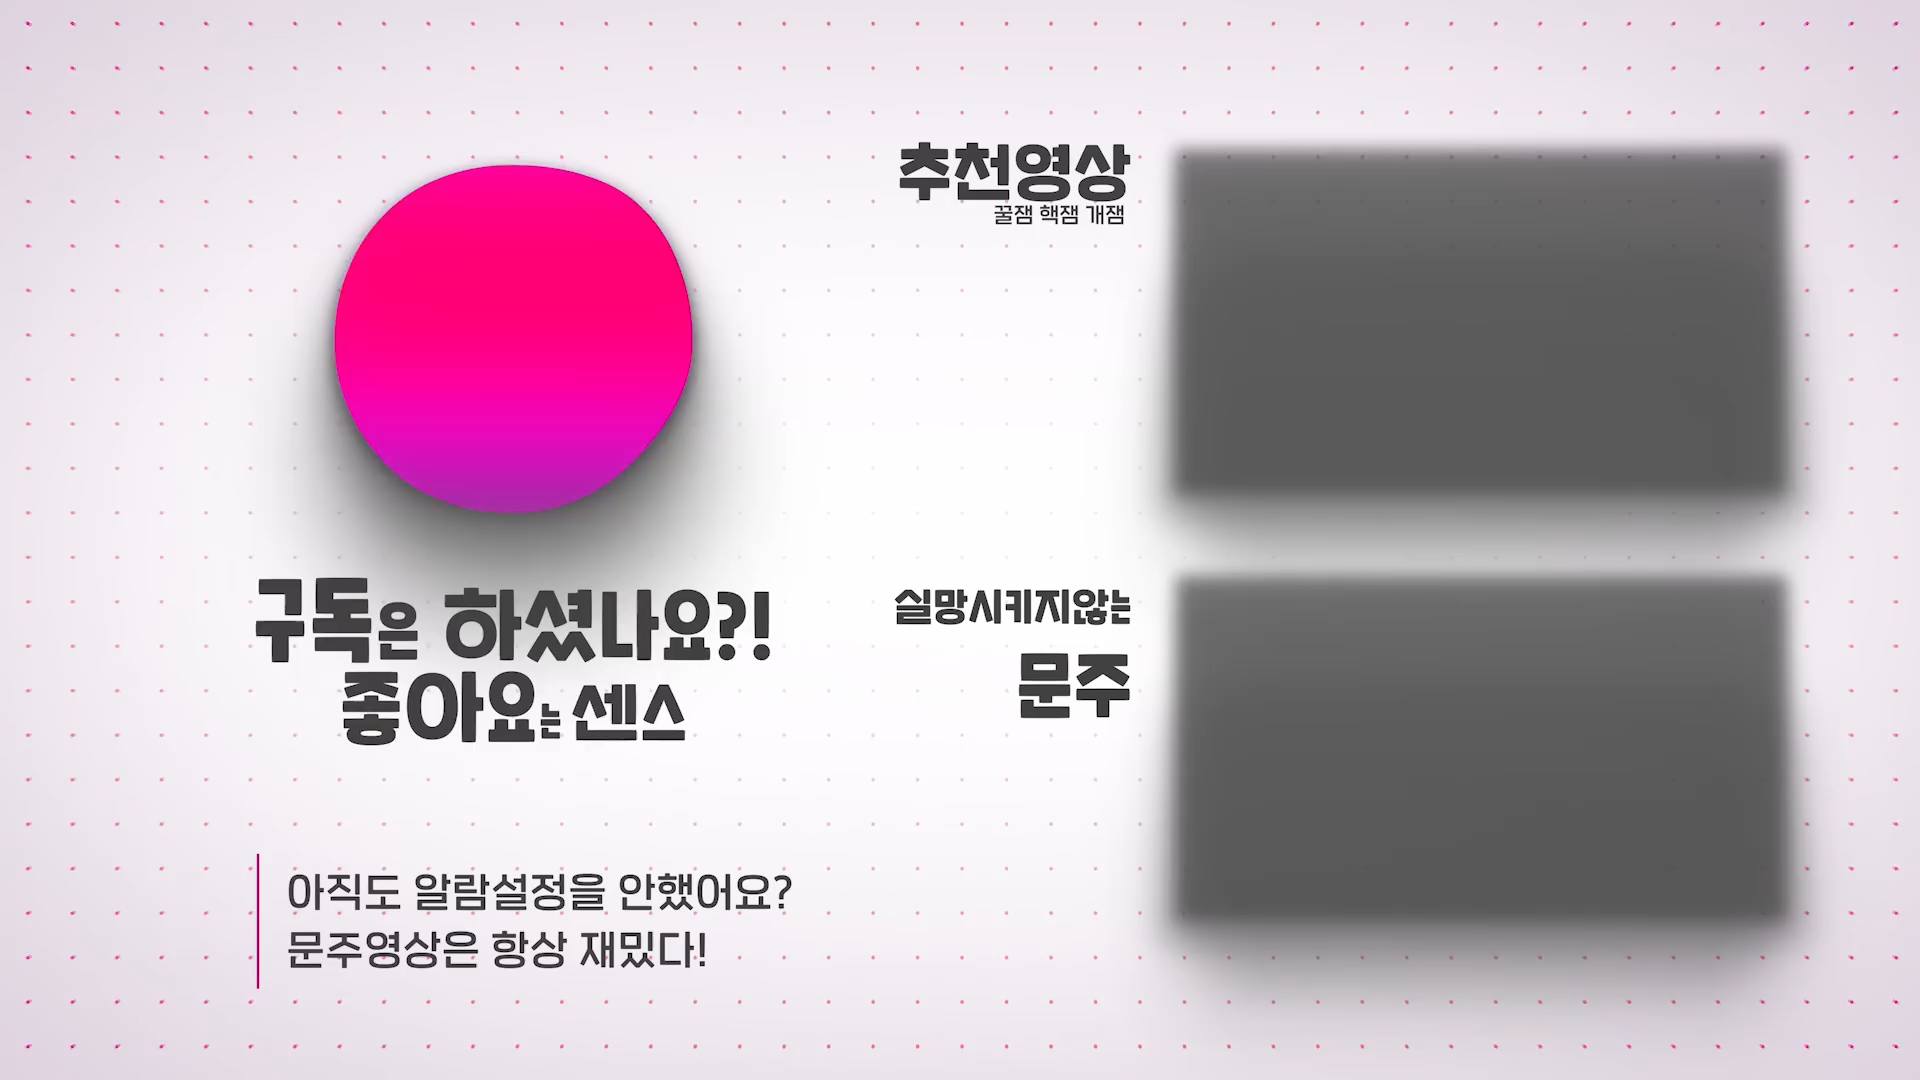 추천영상
꿀잼 핵잼 개잼
구독은 하셨나요?!
좋아요는 센스
실망시키지않는
문주
아직도 알람설정을 안했어요?
문주영상은 항상 재밌다!